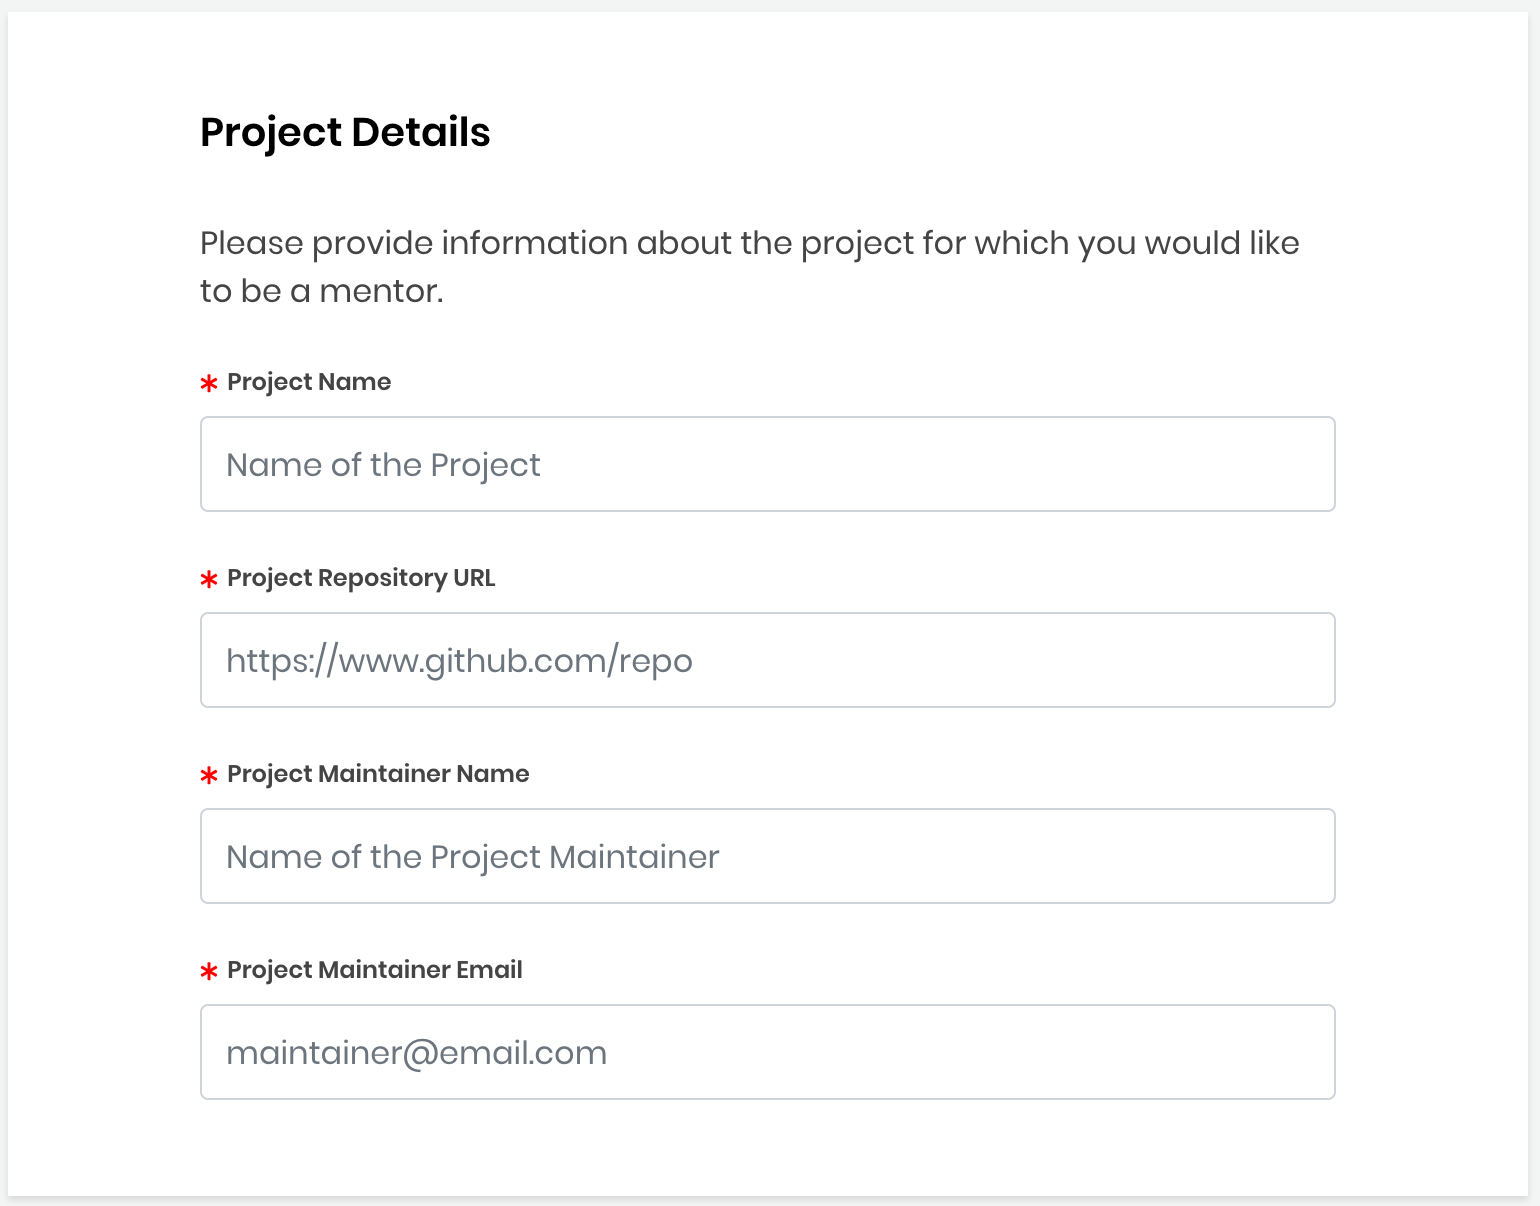 Project Details
Please provide information about the project for which you would like
to be a mentor.
* Project Name
Name of the Project
* Project Repository URL
https://www.github.com/repo
* Project Maintainer Name
Name of the Project Maintainer
* Project Maintainer Email
maintainer@email.com